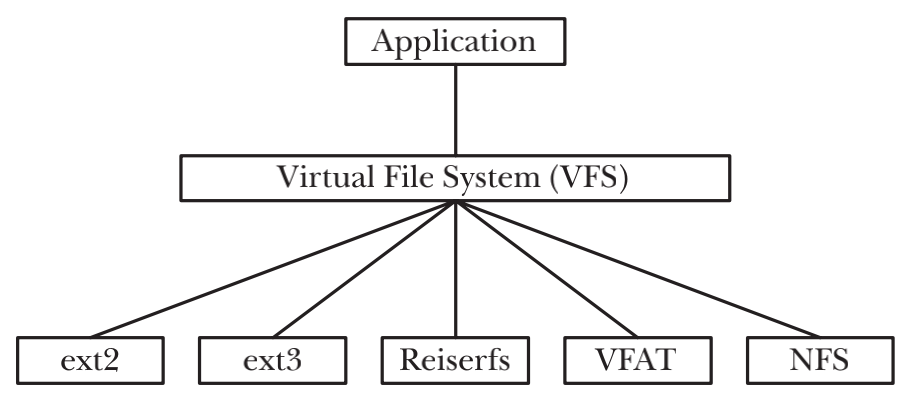 Application
Virtual File System (VFS)
ext2
ext3
Reiserfs
VFAT
NFS